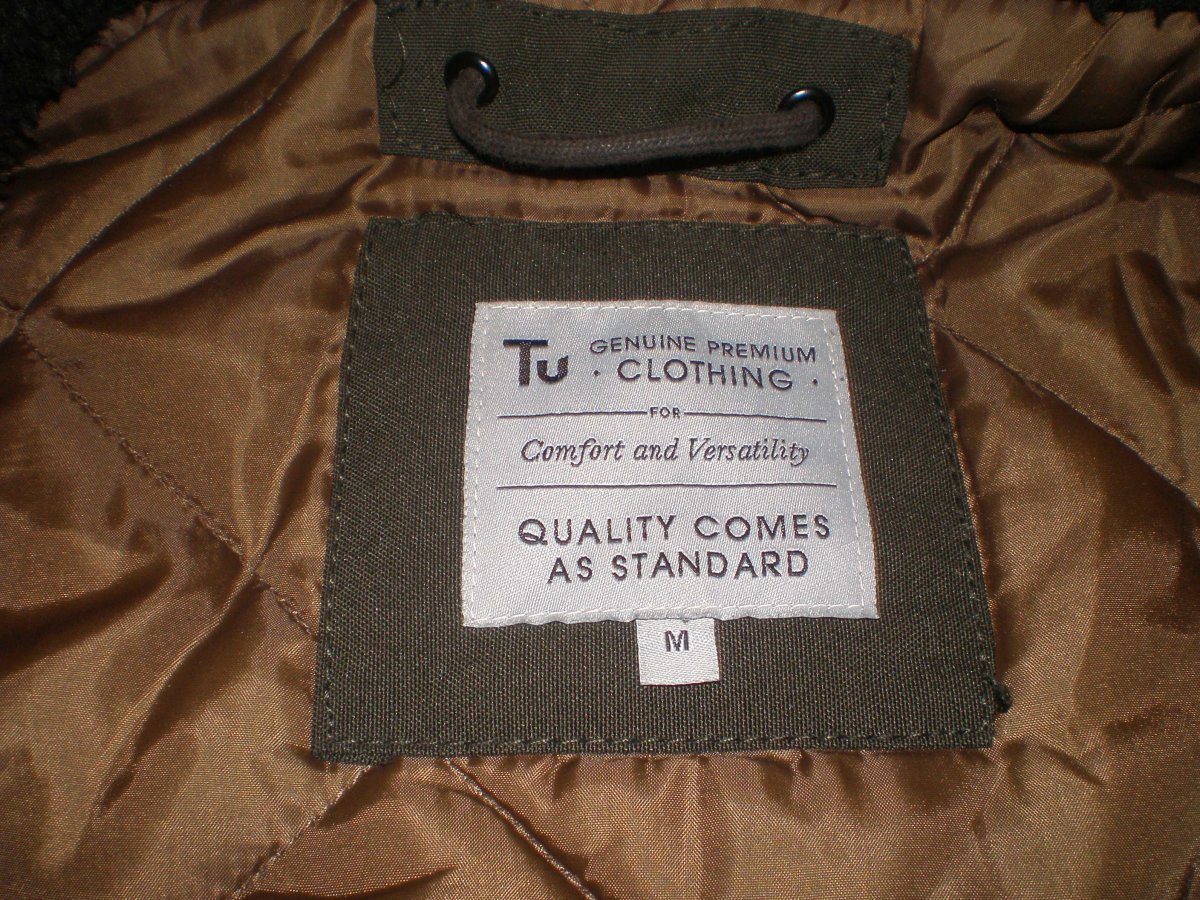 Tu GENUINE PREMIUM
· CLOTHING ·
FOR
Comfort and Versatility
QUALITY COMES
AS STANDARD
M